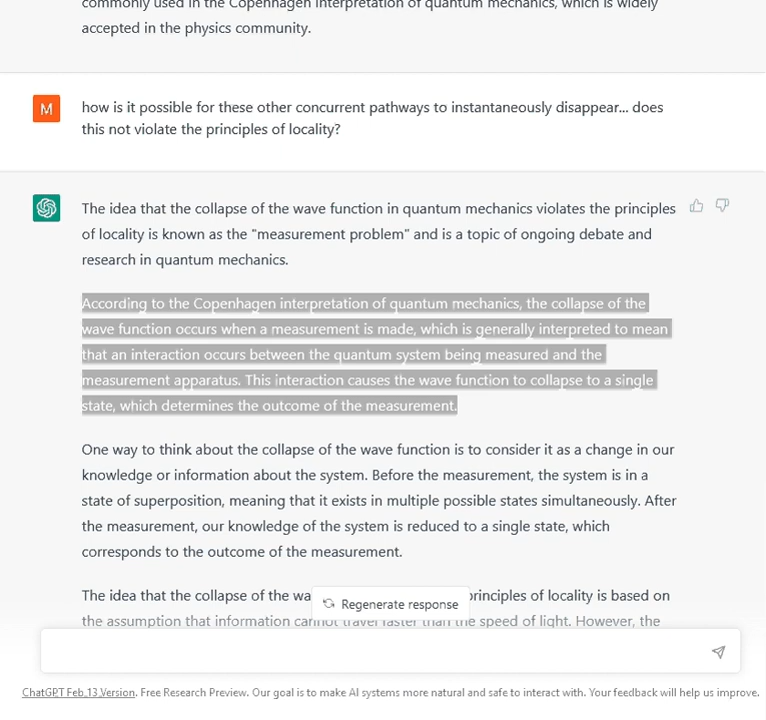 commonly used in the Copenhagen interpretation of quantum mechanics, which is widely
accepted in the physics community.
M
how is it possible for these other concurrent pathways to instantaneously disappear... does
this not violate the principles of locality?
The idea that the collapse of the wave function in quantum mechanics violates the principles
of locality is known as the "measurement problem" and is a topic of ongoing debate and
research in quantum mechanics.
According to the Copenhagen interpretation of quantum mechanics, the collapse of the
wave function occurs when a measurement is made, which is generally interpreted to mean
that an interaction occurs between the quantum system being measured and the
measurement apparatus. This interaction causes the wave function to collapse to a single
state, which determines the outcome of the measurement.
One way to think about the collapse of the wave function is to consider it as a change in our
knowledge or information about the system. Before the measurement, the system is in a
state of superposition, meaning that it exists in multiple possible states simultaneously. After
the measurement, our knowledge of the system is reduced to a single state, which
corresponds to the outcome of the measurement.
The idea that the collapse of the wa principles of locality is based on
Regenerate response
the assumption that information cannot travel faster than the speed of light. However, the
ChatGPT Feb 13 Version. Free Research Preview. Our goal is to make AI systems more natural and safe to interact with. Your feedback will help us improve.